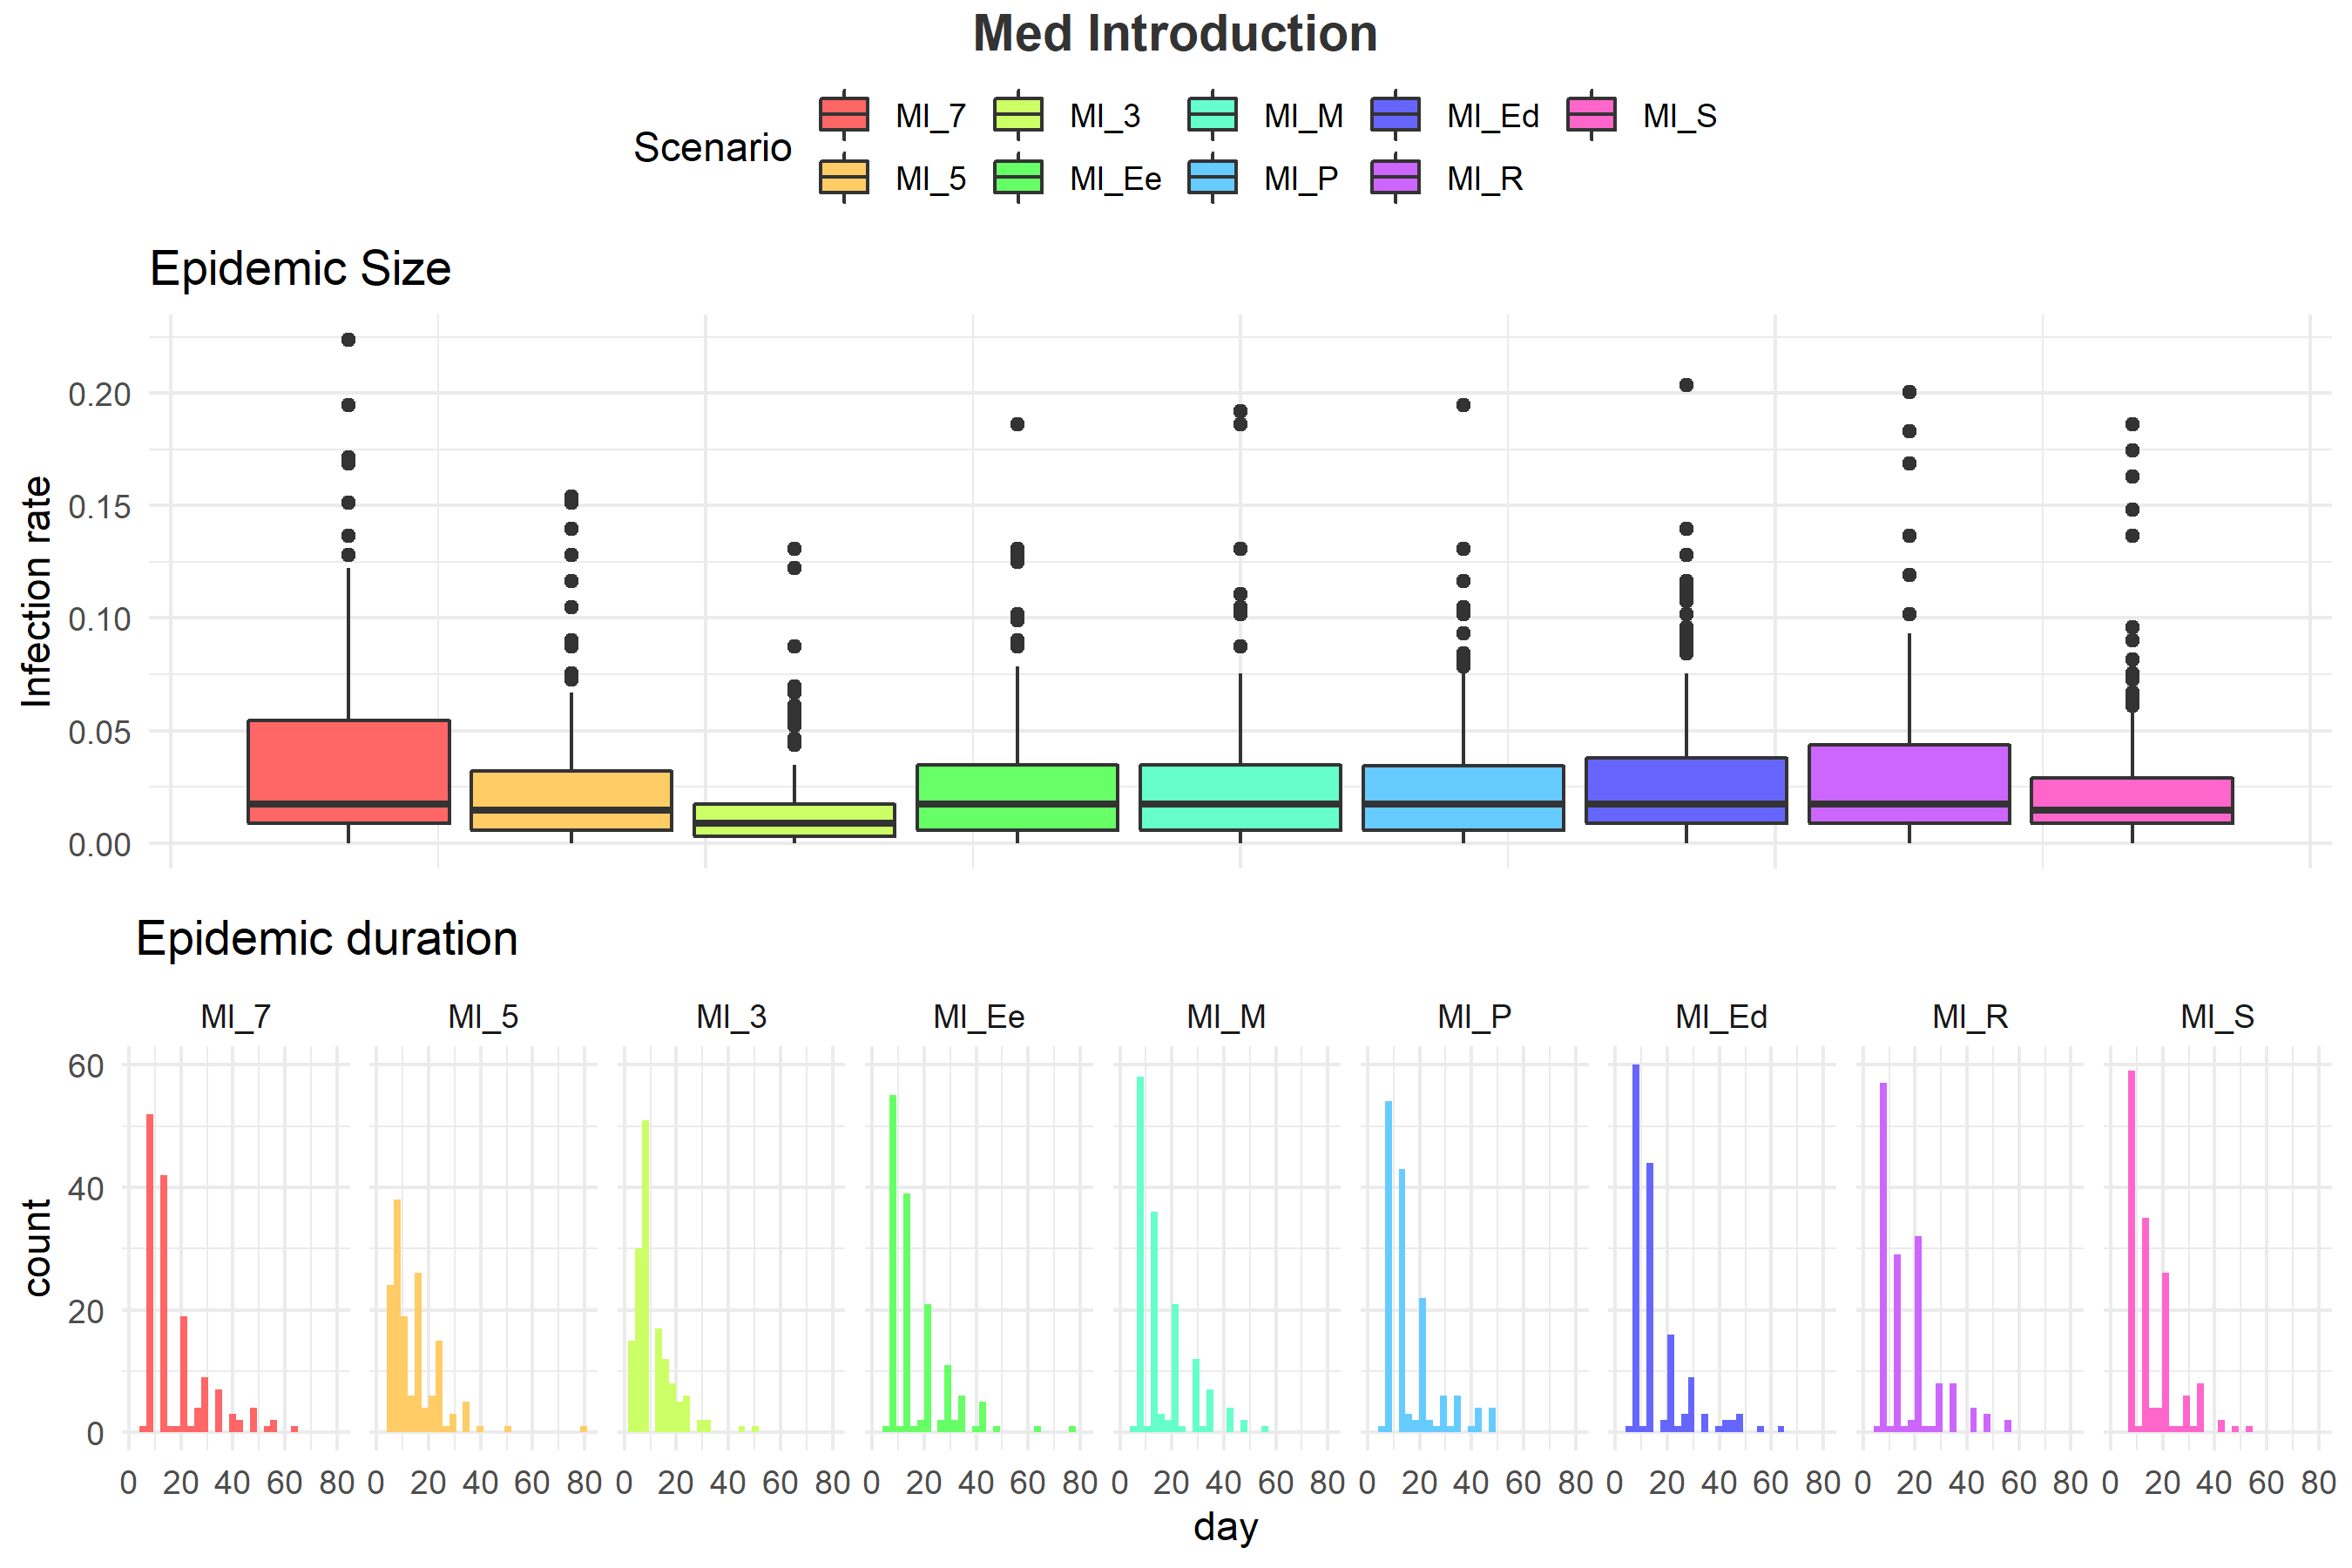 Med Introduction
Scenario
MI_7 MI_3 MI_M MI_Ed MI_S
MI_5 MI_Ee MI_P MI_R
Epidemic Size
Infection rate
0.20
0.15
0.10
0.05
0.00
Epidemic duration
MI_7 MI_5 MI_3 MI_Ee MI_M MI_P MI_Ed MI_R MI_S
count
60
40
20
0
0 20 40 60 80 0 20 40 60 80 0 20 40 60 80 0 20 40 60 80 0 20 40 60 80 0 20 40 60 80 0 20 40 60 80 0 20 40 60 80 0 20 40 60 80
day